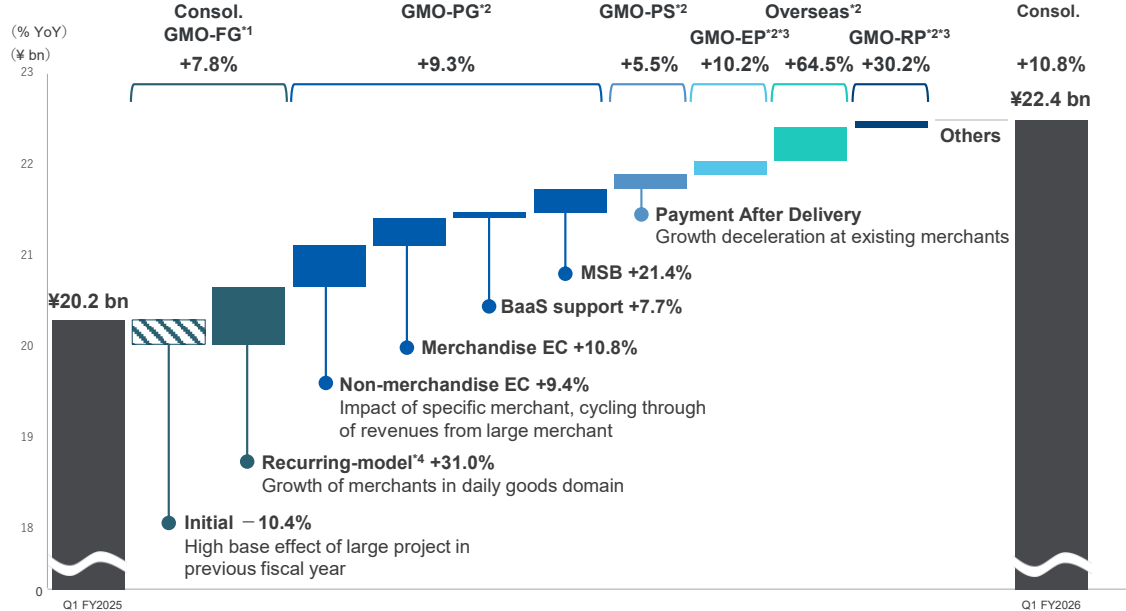 (% YoY)
(¥ bn)
Consol.
GMO-FG*1
+7.8%
GMO-PG*2
+9.3%
GMO-PS*2
+5.5%
GMO-EP*2*3
+10.2%
Overseas*2
+64.5%
GMO-RP*2*3
+30.2%
Consol.
+10.8%
¥22.4 bn
23
22
21
20
19
18
0
¥20.2 bn
Others
Payment After Delivery
Growth deceleration at existing merchants
MSB +21.4%
BaaS support +7.7%
Merchandise EC +10.8%
Non-merchandise EC +9.4%
Impact of specific merchant, cycling through
of revenues from large merchant
Recurring-model*4 +31.0%
Growth of merchants in daily goods domain
Initial －10.4%
High base effect of large project in
previous fiscal year
Q1 FY2025
Q1 FY2026